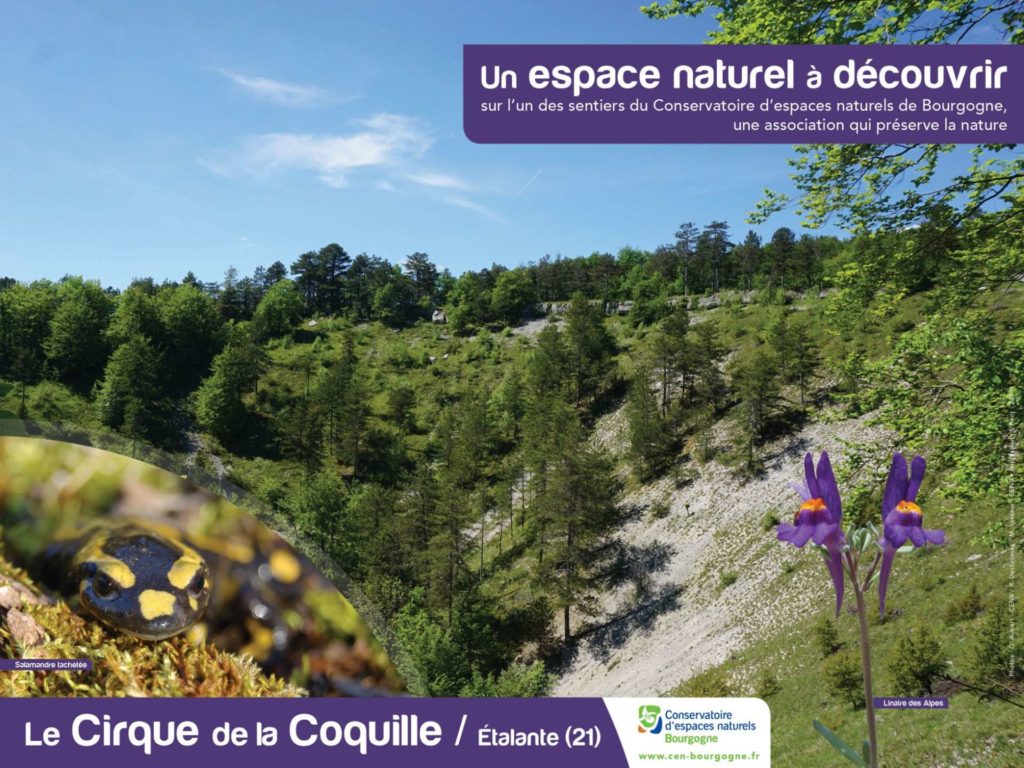 Un espace naturel à découvrir
sur l'un des sentiers du Conservatoire d'espaces naturels de Bourgogne,
une association qui préserve la nature
Salamandre tachetée
Linaire des Alpes
Le Cirque de la Coquille / Étalante (21)
Conservatoire
d'espaces naturels
Bourgogne
www.cen-bourgogne.fr